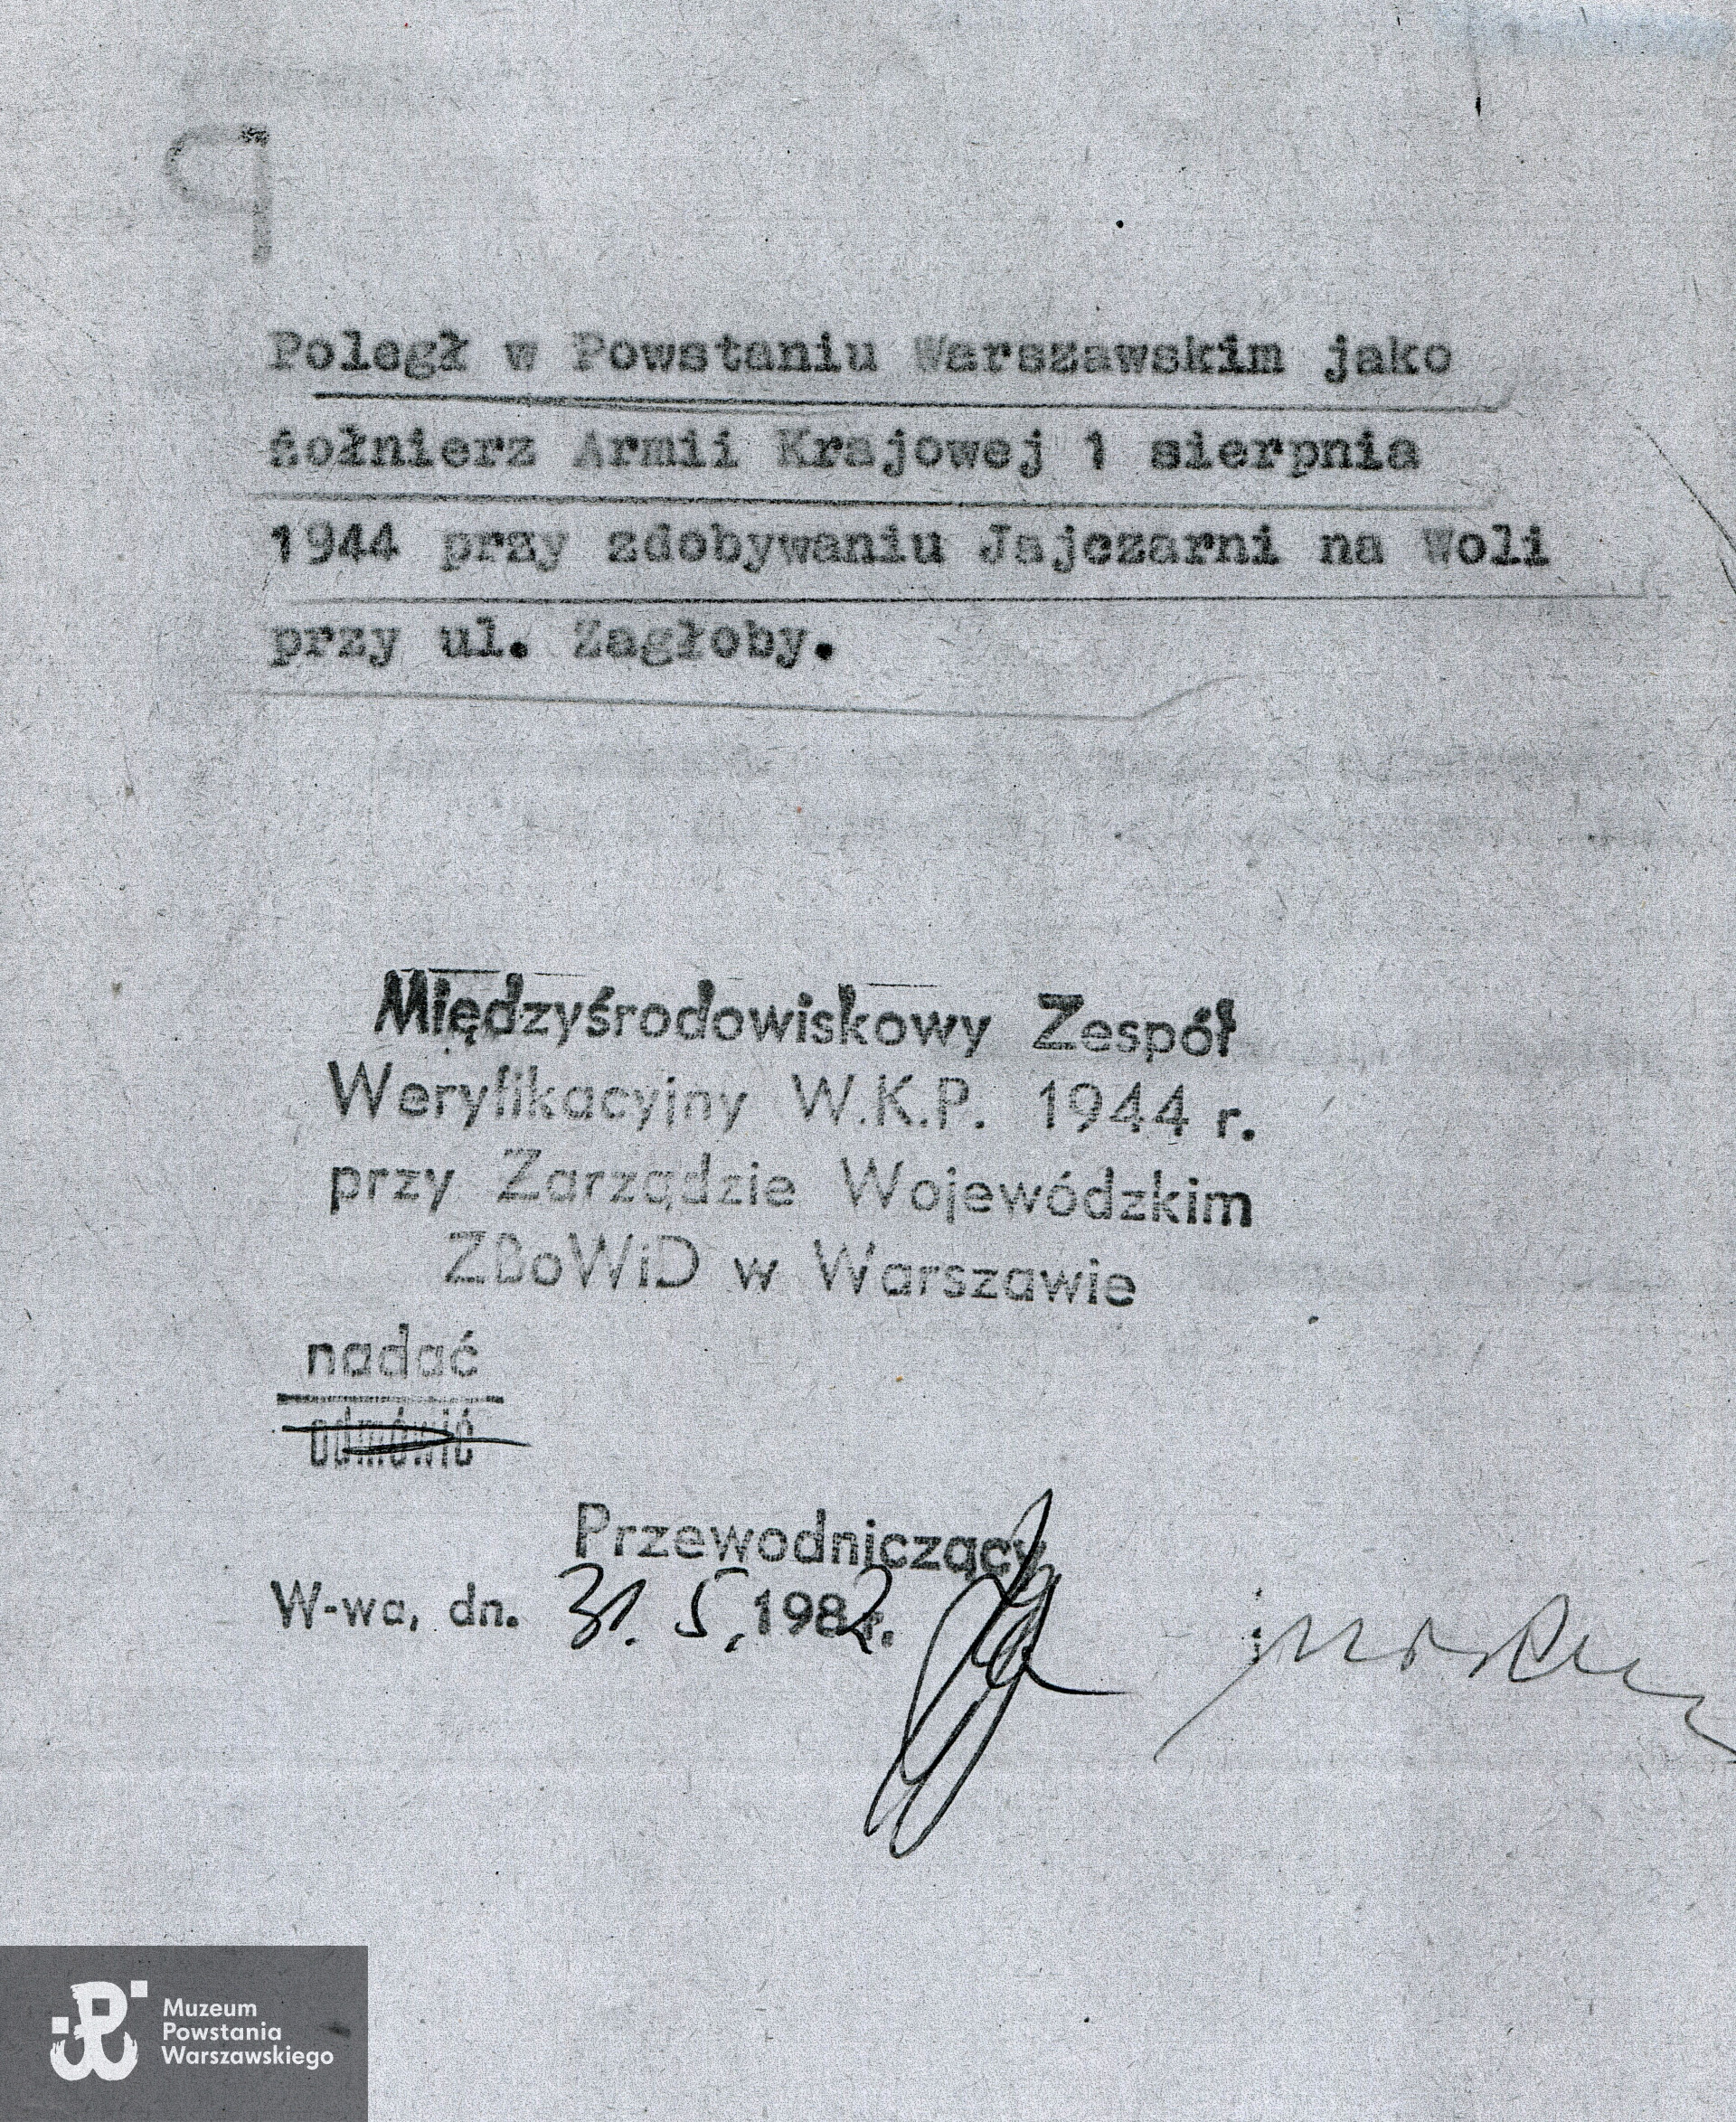 Poległ w Powstaniu Warszawskim jako
żołnierz Armii Krajowej 1 sierpnia
1944 przy zdobywaniu Jajczarni na Woli
przy ul. Zagłoby.
Międzyśrodowiskowy Zespół
Weryfikacyjny W.K.P. 1944 r.
przy Zarządzie Wojewódzkim
ZBoWiD w Warszawie
nadać
odmówić
Przewodniczący
W-wa, dn. 31. 5, 1982 r.
Muzeum
Powstania
Warszawskiego